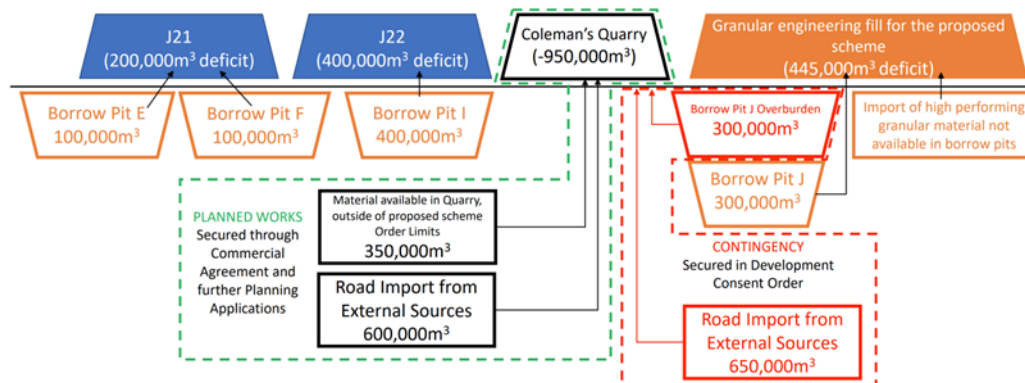 J21
(200,000m³ deficit)
J22
(400,000m³ deficit)
Coleman's Quarry
(-950,000m³)
Granular engineering fill for the proposed
scheme
(445,000m³ deficit)
Borrow Pit E
100,000m³
Borrow Pit F
100,000m³
Borrow Pit I
400,000m³
Borrow Pit J Overburden
300,000m³
Import of high performing
granular material not
available in borrow pits
Borrow Pit J
300,000m³
PLANNED WORKS
Secured through
Commercial
Agreement and
further Planning
Applications
Material available in Quarry,
outside of proposed scheme
Order Limits
350,000m³
Road Import from
External Sources
600,000m³
CONTINGENCY
Secured in Development
Consent Order
Road Import from
External Sources
650,000m³